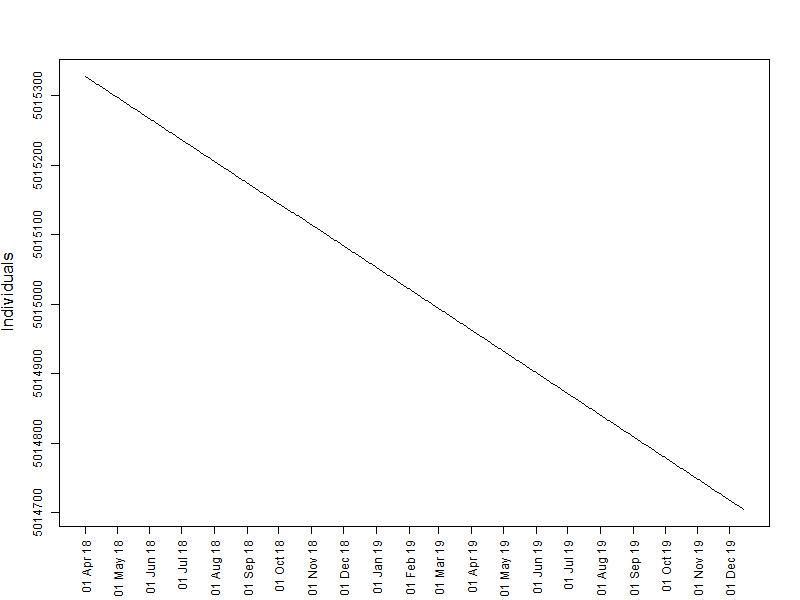 Individuals
5015300
5015200
5015100
5015000
5014900
5014800
5014700
01 Apr 18
01 May 18
01 Jun 18
01 Jul 18
01 Aug 18
01 Sep 18
01 Oct 18
01 Nov 18
01 Dec 18
01 Jan 19
01 Feb 19
01 Mar 19
01 Apr 19
01 May 19
01 Jun 19
01 Jul 19
01 Aug 19
01 Sep 19
01 Oct 19
01 Nov 19
01 Dec 19